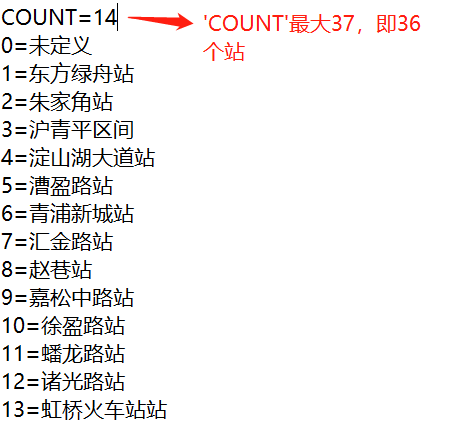 COUNT=14
'COUNT'最大37，即36
个站
0=未定义
1=东方绿舟站
2=朱家角站
3=沪青平区间
4=淀山湖大道站
5=漕盈路站
6=青浦新城站
7=汇金路站
8=赵巷站
9=嘉松中路站
10=徐盈路站
11=蟠龙路站
12=诸光路站
13=虹桥火车站站